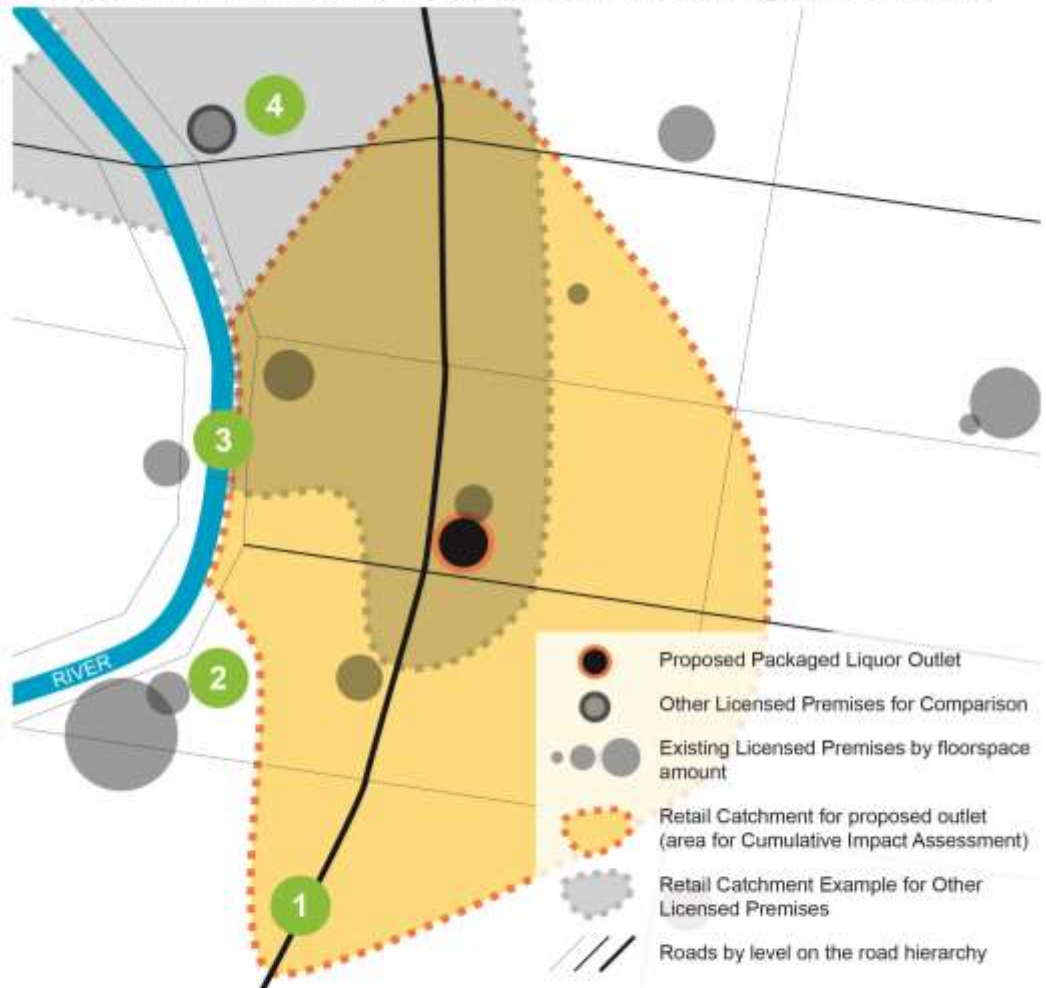 4
3
RIVER
2
1
Proposed Packaged Liquor Outlet
Other Licensed Premises for Comparison
Existing Licensed Premises by floorspace
amount
Retail Catchment for proposed outlet
(area for Cumulative Impact Assessment)
Retail Catchment Example for Other
Licensed Premises
Roads by level on the road hierarchy